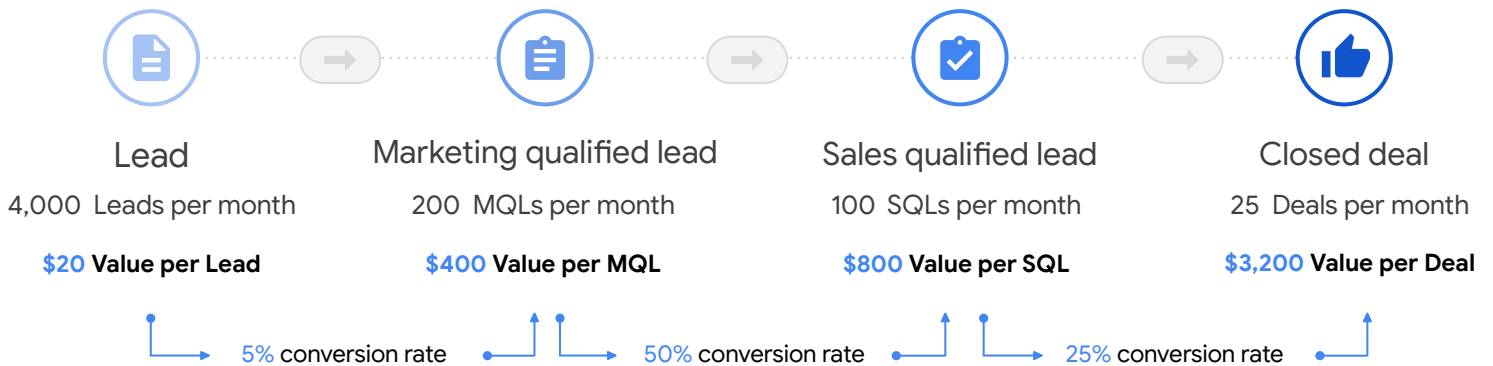 Lead
4,000 Leads per month
$20 Value per Lead
Marketing qualified lead
200 MQLs per month
$400 Value per MQL
Sales qualified lead
100 SQLs per month
$800 Value per SQL
Closed deal
25 Deals per month
$3,200 Value per Deal
5% conversion rate
50% conversion rate
25% conversion rate